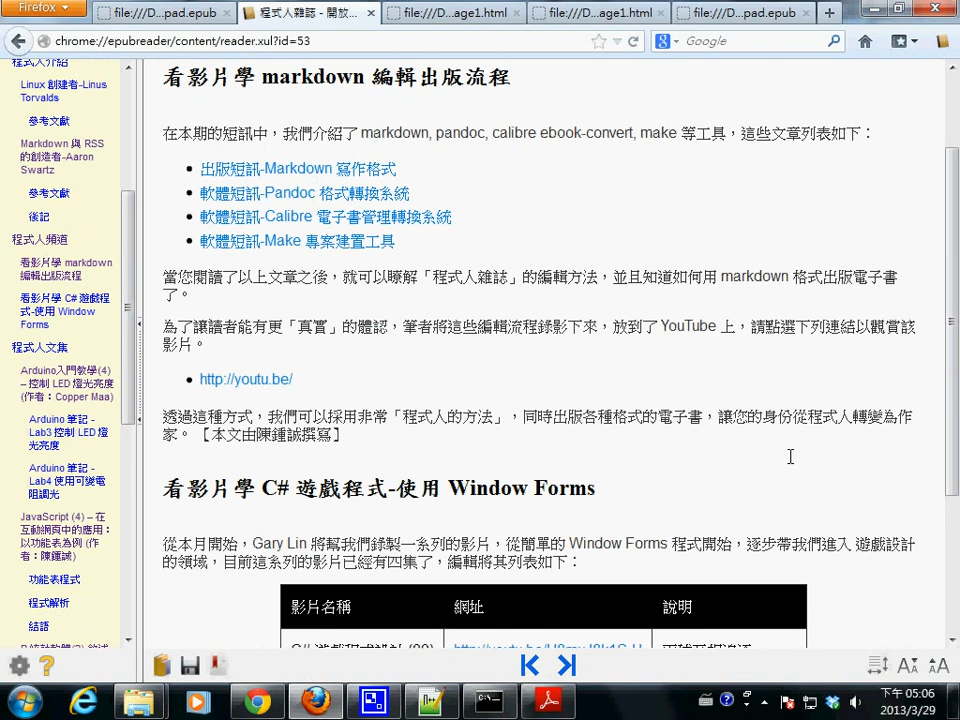 Firefox
file:///D...pad.epub
程式人雜誌 - 開放...
file:///D...age1.html
file:///D...age1.html
file:///D...pad.epub
chrome://epubreader/content/reader.xul?id=53
Google
程式人介紹
Linux 創建者-Linus
Torvalds
參考文獻
Markdown 與 RSS
的創造者-Aaron
Swartz
參考文獻
後記
程式人頻道
看影片學 markdown
編輯出版流程
看影片學 C# 遊戲程
式-使用 Window
Forms
程式人文集
Arduino入門教學(4)
– 控制 LED 燈光亮度
(作者：Copper Maa)
Arduino 筆記 -
Lab3 控制 LED 燈
光亮度
Arduino 筆記 -
Lab4 使用可變電
阻調光
JavaScript (4) – 在
互動網頁中的應用：
以功能表為例 (作
者：陳鍾誠)
功能表程式
程式解析
結語
看影片學 markdown 編輯出版流程
在本期的短訊中，我們介紹了 markdown, pandoc, calibre ebook-convert, make 等工具，這些文章列表如下：
出版短訊-Markdown 寫作格式
軟體短訊-Pandoc 格式轉換系統
軟體短訊-Calibre 電子書管理轉換系統
軟體短訊-Make 專案建置工具
當您閱讀了以上文章之後，就可以瞭解「程式人雜誌」的編輯方法，並且知道如何用 markdown 格式出版電子書
了。
為了讓讀者能有更「真實」的體認，筆者將這些編輯流程錄影下來，放到了YouTube 上，請點選下列連結以觀賞該
影片。
http://youtu.be/
透過這種方式，我們可以採用非常「程式人的方法」，同時出版各種格式的電子書，讓您的身份從程式人轉變為作
家。【本文由陳鍾誠撰寫】
看影片學 C# 遊戲程式-使用 Window Forms
從本月開始，Gary Lin 將幫我們錄製一系列的影片，從簡單的 Window Forms 程式開始，逐步帶我們進入 遊戲設計
的領域，目前這系列的影片已經有四集了，編輯將其列表如下：
影片名稱 網址 說明
AA AA
下午 05:06
2013/3/29